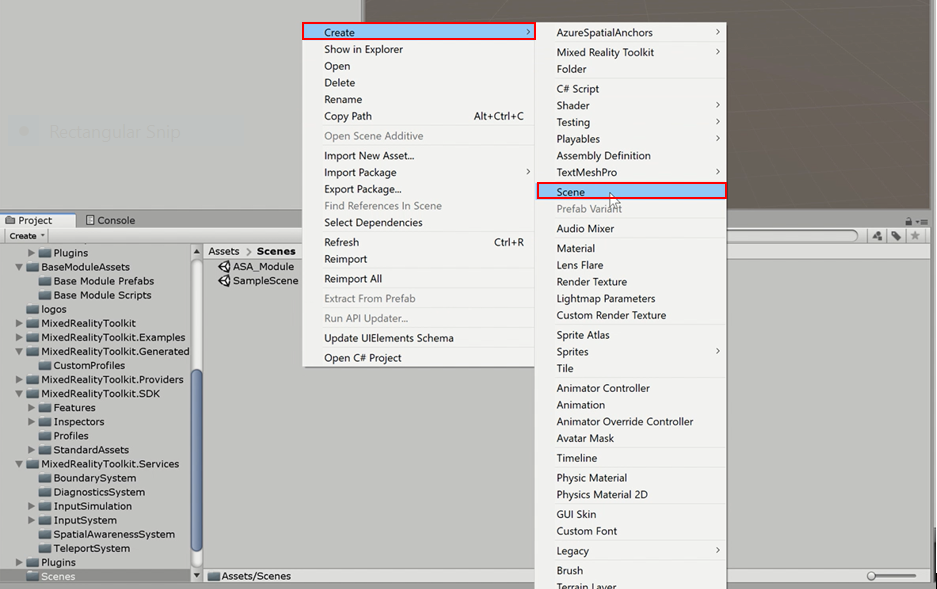 Create
Show in Explorer
Open
Delete
Rename
Copy Path Alt+Ctrl+C
Open Scene Additive
Import New Asset...
Import Package
Export Package...
Find References In Scene
Select Dependencies
Refresh Ctrl+R
Reimport
Reimport All
Extract From Prefab
Run API Updater...
Update UIElements Schema
Open C# Project
AzureSpatialAnchors
Mixed Reality Toolkit
Folder
C# Script
Shader
Testing
Playables
Assembly Definition
TextMeshPro
Scene
Prefab Variant
Audio Mixer
Material
Lens Flare
Render Texture
Lightmap Parameters
Custom Render Texture
Sprite Atlas
Sprites
Tile
Animator Controller
Animation
Animator Override Controller
Avatar Mask
Timeline
Physic Material
Physics Material 2D
GUI Skin
Custom Font
Legacy
Brush
Terrain Layer
Rectangular Snip
Project
Console
Create
Plugins
BaseModuleAssets
Base Module Prefabs
Base Module Scripts
logos
MixedRealityToolkit
MixedRealityToolkit.Examples
MixedRealityToolkit.Generated
CustomProfiles
MixedRealityToolkit.Providers
MixedRealityToolkit.SDK
Features
Inspectors
Profiles
StandardAssets
MixedRealityToolkit.Services
BoundarySystem
DiagnosticsSystem
InputSimulation
InputSystem
SpatialAwarenessSystem
TeleportSystem
Plugins
Scenes
Assets > Scenes
ASA_Module
SampleScene
Assets/Scenes